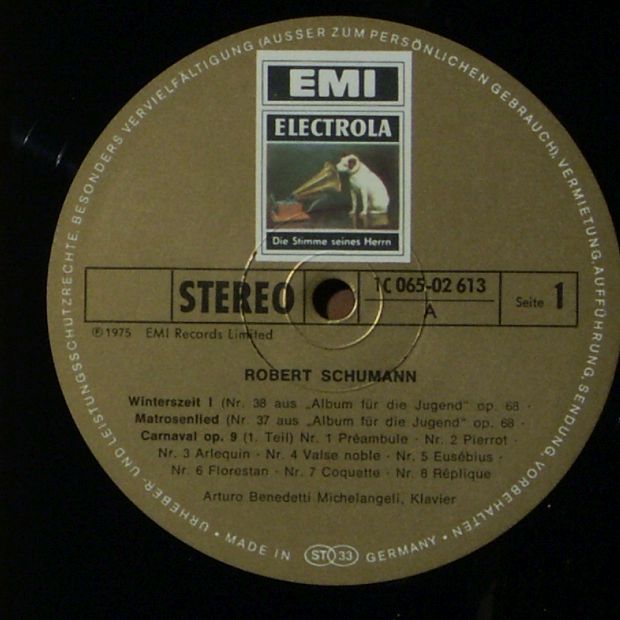 URHEBER- UND LEISTUNGSSCHUTZRECHTE, BESONDERS VERVIELFÄLTIGUNG (AUSSER ZUM PERSÖNLICHEN GEBRAUCH), VERMIETUNG, AUFFÜHRUNG, SENDUNG, VORBEHALTEN
EMI
ELECTROLA
Die Stimme seines Herrn
STEREO
1C 065-02 613
A
Seite 1
℗ 1975 EMI Records Limited
ROBERT SCHUMANN
Winterszeit I (Nr. 38 aus „Album für die Jugend" op. 68 ·
Matrosenlied (Nr. 37 aus „Album für die Jugend" op. 68 ·
Carnaval op. 9 (1. Teil) Nr. 1 Préambule · Nr. 2 Pierrot ·
Nr. 3 Arlequin · Nr. 4 Valse noble · Nr. 5 Eusébius ·
Nr. 6 Florestan · Nr. 7 Coquette · Nr. 8 Réplique
Arturo Benedetti Michelangeli, Klavier
· MADE IN ST 33 GERMANY ·